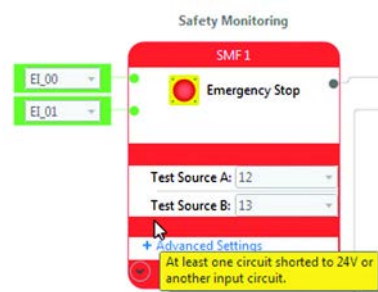 Safety Monitoring
SMF 1
EI_00
Emergency Stop
EI_01
Test Source A: 12
Test Source B: 13
+ Advanced Settings
At least one circuit shorted to 24V or
another input circuit.